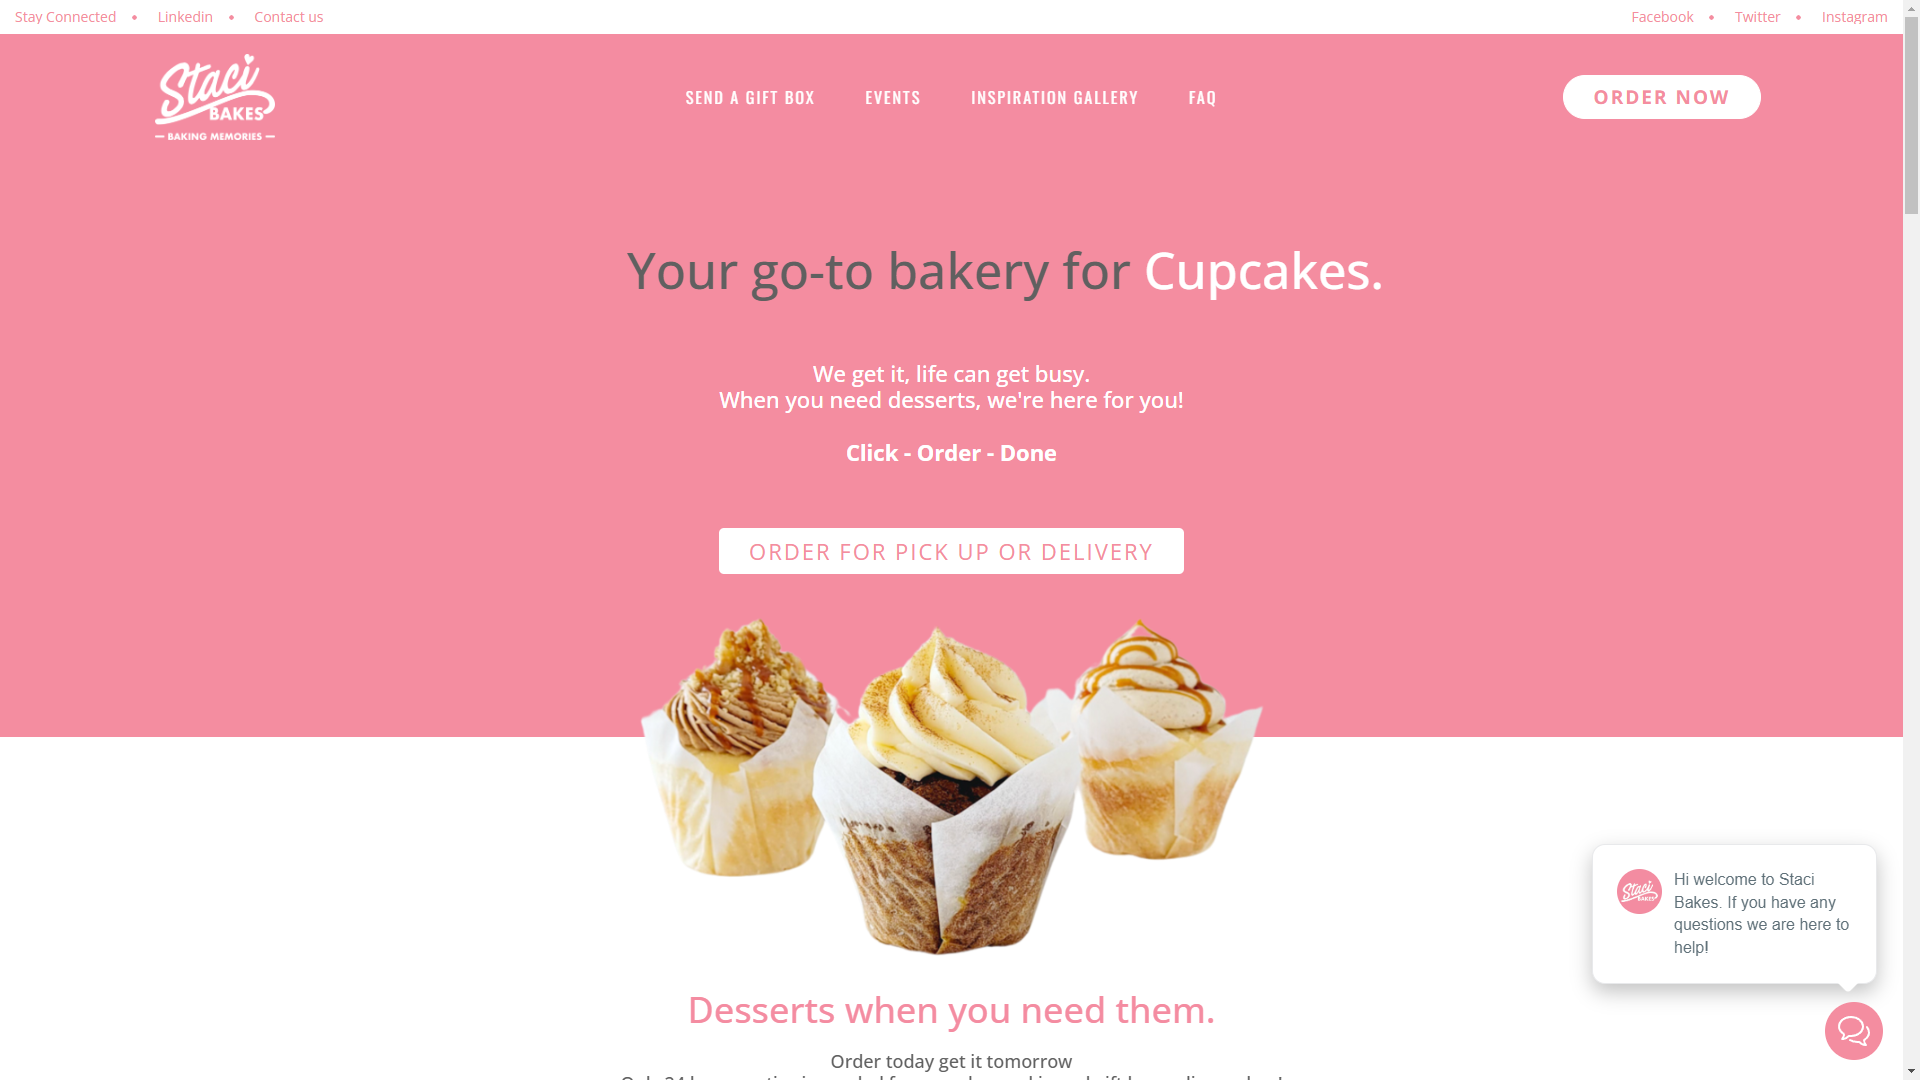 Stay Connected • Linkedin • Contact us
Facebook • Twitter • Instagram
Staci
BAKES
BAKING MEMORIES
SEND A GIFT BOX
EVENTS
INSPIRATION GALLERY
FAQ
ORDER NOW
Your go-to bakery for Cupcakes.
We get it, life can get busy.
When you need desserts, we're here for you!
Click - Order - Done
ORDER FOR PICK UP OR DELIVERY
Staci
BAKES
Hi welcome to Staci
Bakes. If you have any
questions we are here to
help!
Desserts when you need them.
Order today get it tomorrow